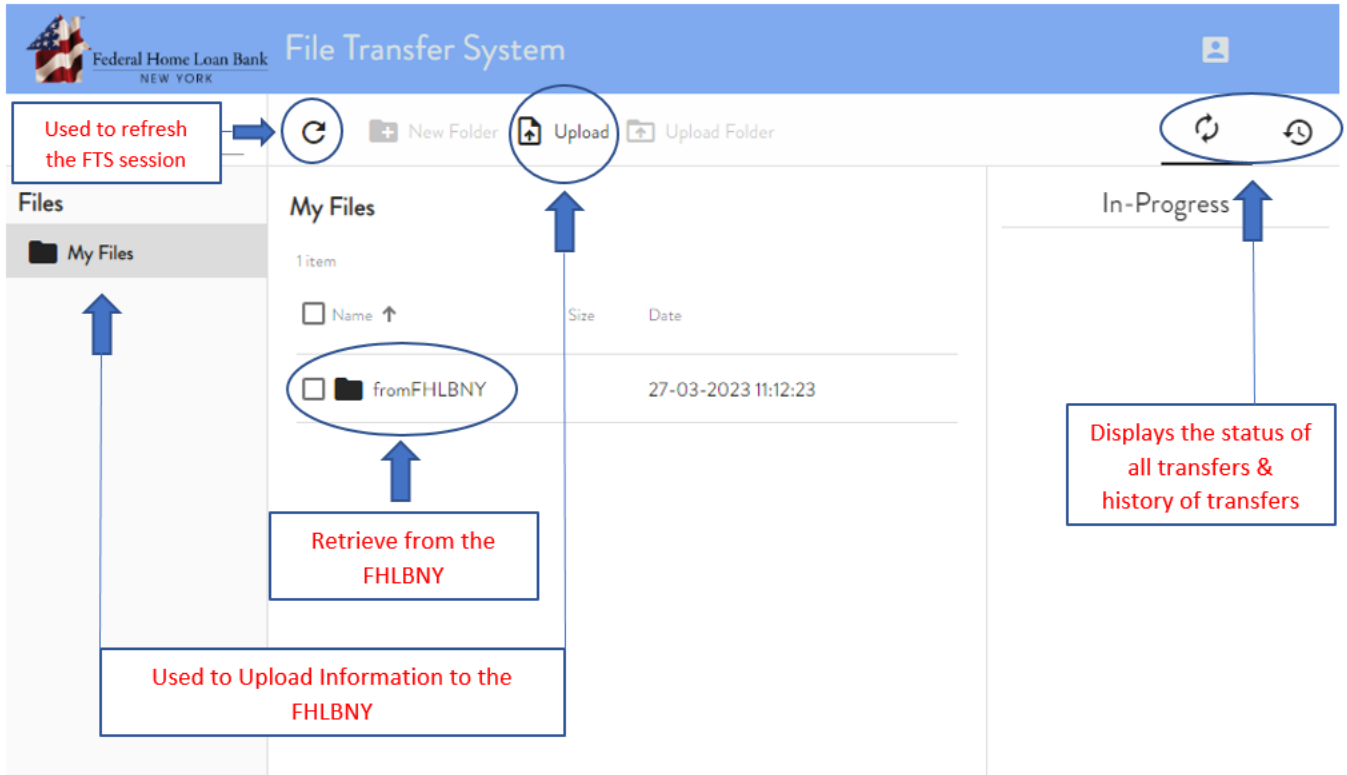 Federal Home Loan Bank
NEW YORK
File Transfer System
Used to refresh
the FTS session
New Folder
Upload
Upload Folder
Files
My Files
My Files
1 item
Name
Size
Date
fromFHLBNY
27-03-2023 11:12:23
In-Progress
Displays the status of
all transfers &
history of transfers
Retrieve from the
FHLBNY
Used to Upload Information to the
FHLBNY